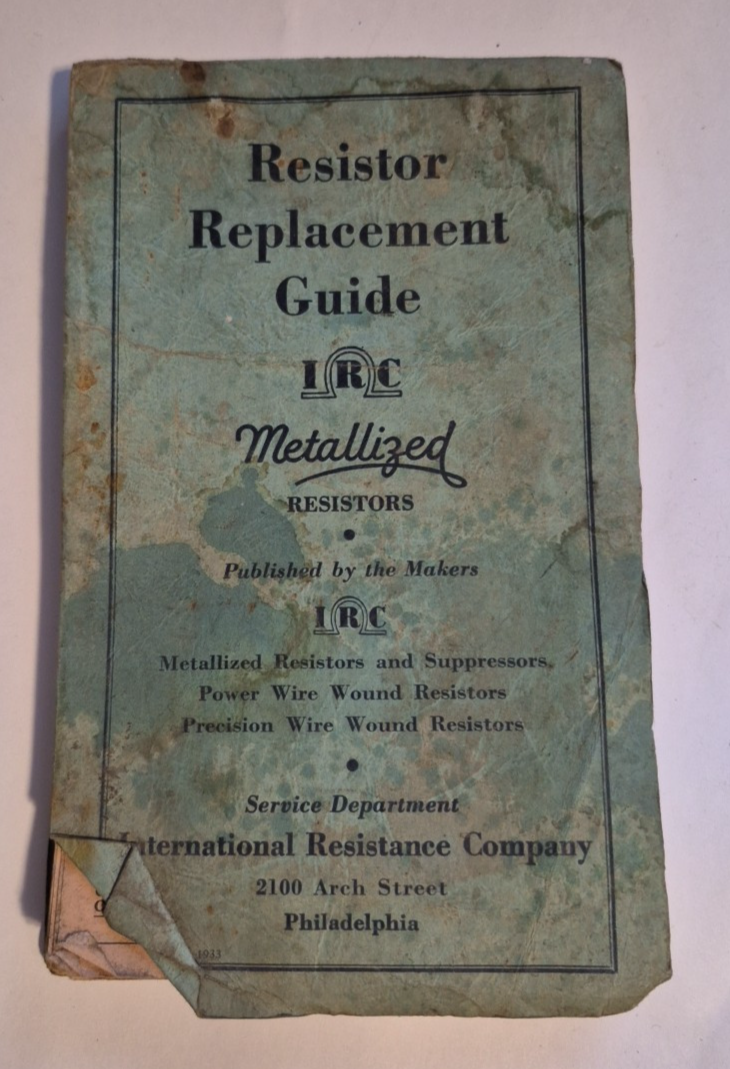 Resistor
Replacement
Guide
IRC
Metallized
RESISTORS
Published by the Makers
IRC
Metallized Resistors and Suppressors.
Power Wire Wound Resistors
Precision Wire Wound Resistors
Service Department
International Resistance Company
2100 Arch Street
Philadelphia
1933